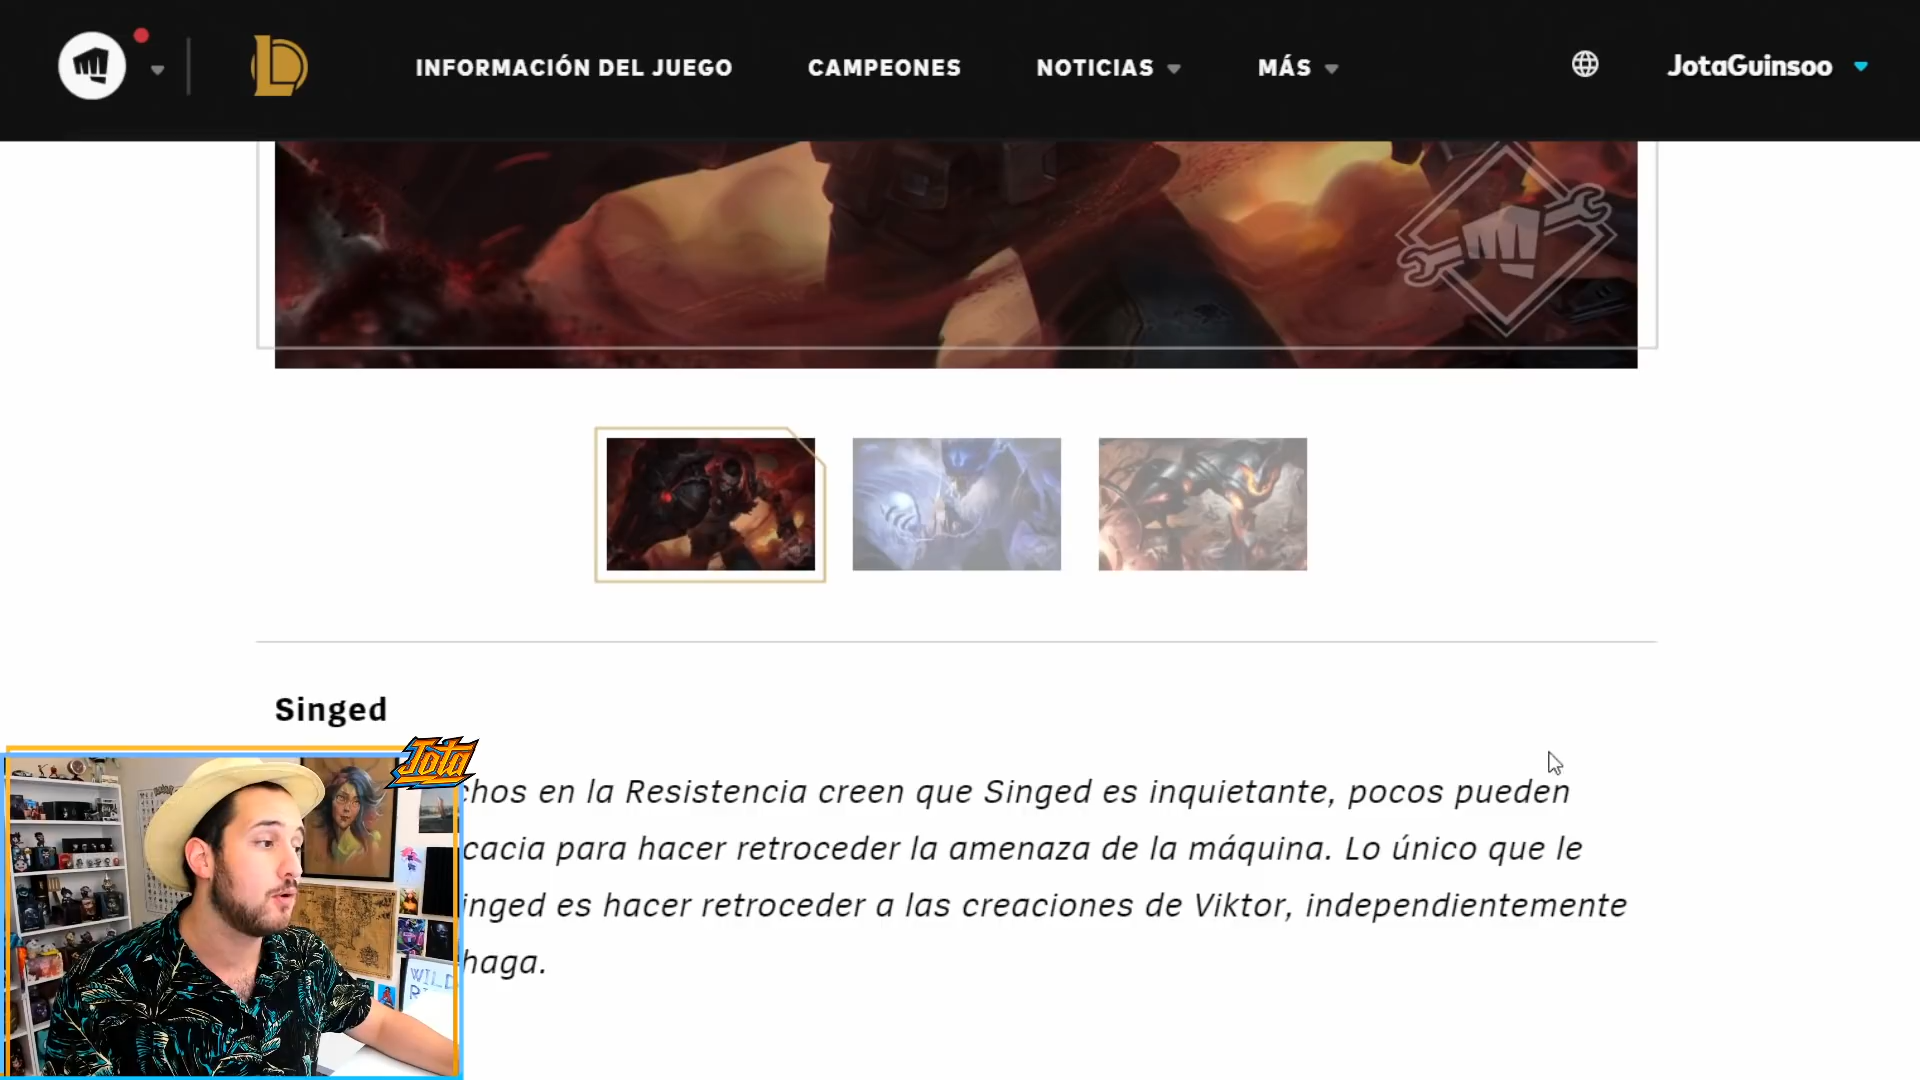 INFORMACIÓN DEL JUEGO CAMPEONES NOTICIAS MÁS JotaGuinsoo
Singed
Jota
chos en la Resistencia creen que Singed es inquietante, pocos pueden
cacia para hacer retroceder la amenaza de la máquina. Lo único que le
inged es hacer retroceder a las creaciones de Viktor, independientemente
haga.
WILD
R